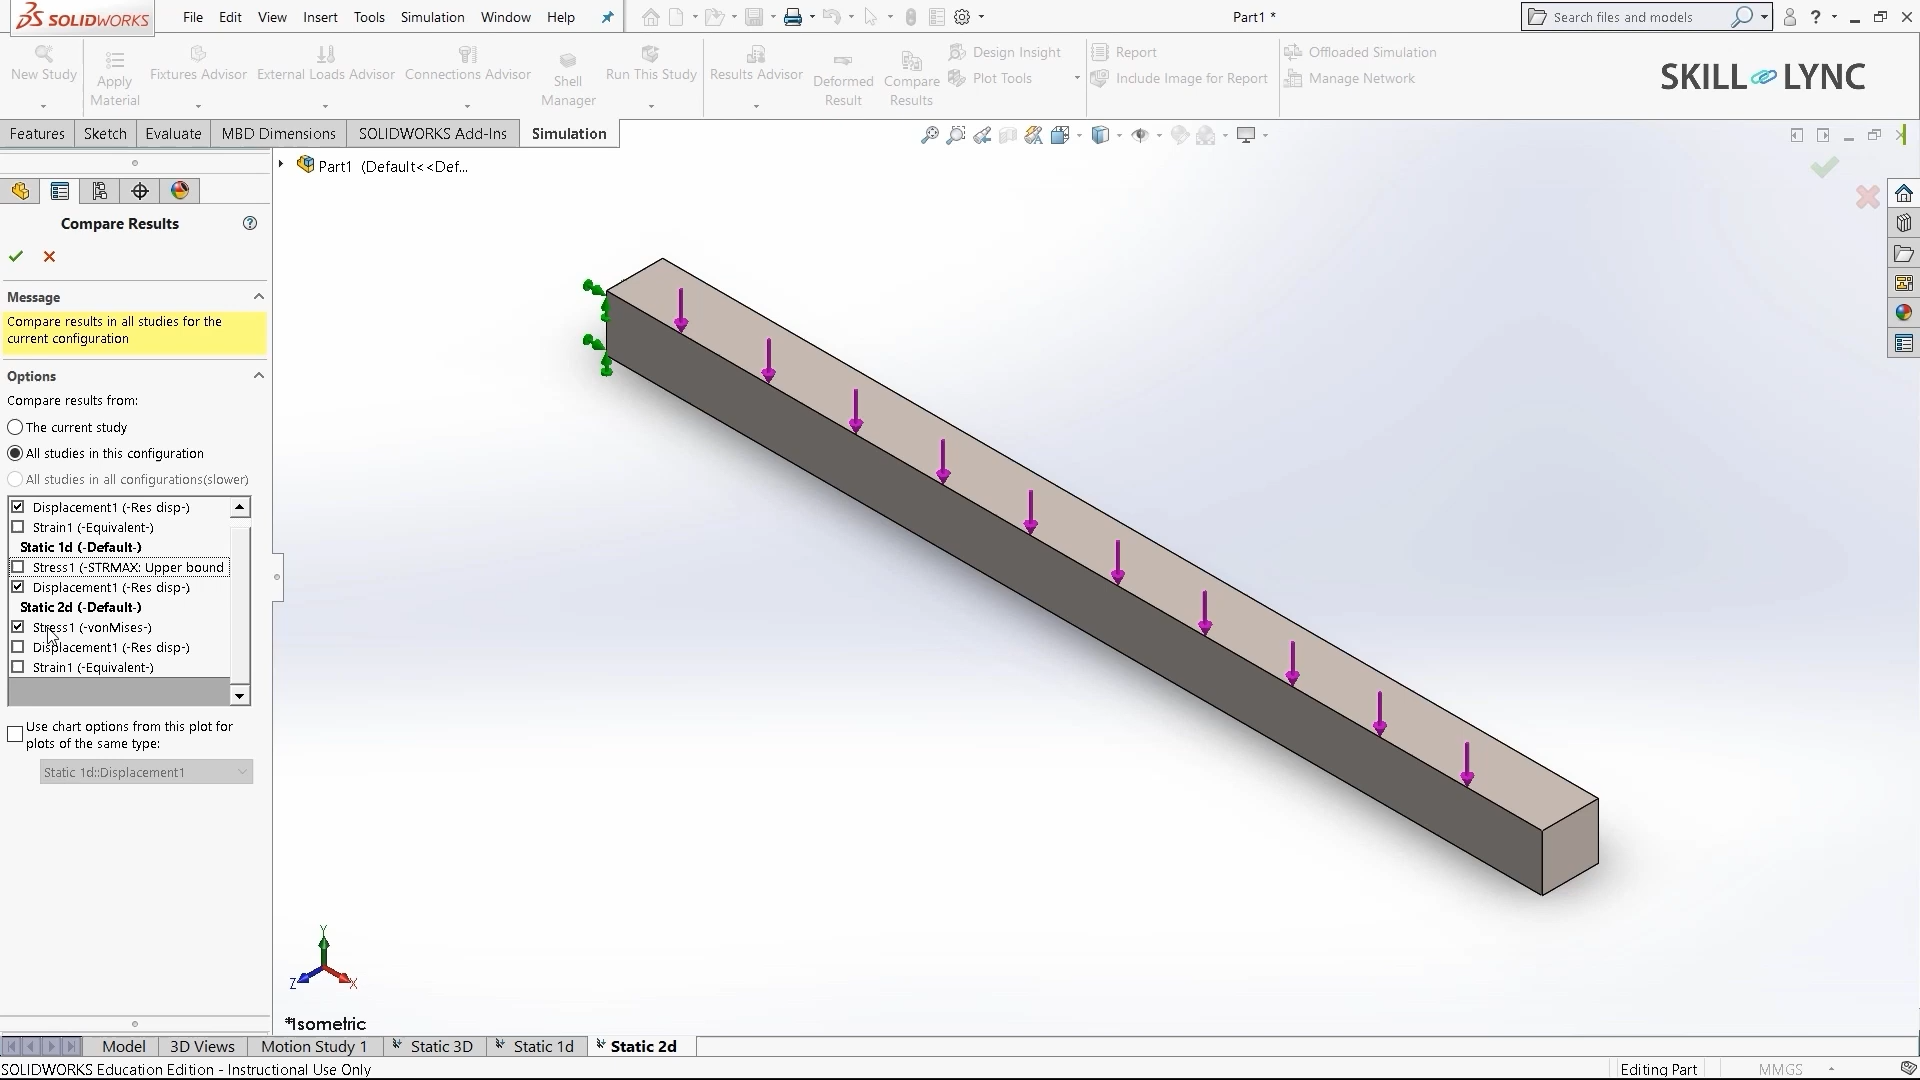 SOLIDWORKS
File Edit View Insert Tools Simulation Window Help
Part1 *
Search files and models
New Study
Apply Material
Fixtures Advisor
External Loads Advisor
Connections Advisor
Shell Manager
Run This Study
Results Advisor
Deformed Result
Compare Results
Design Insight
Plot Tools
Report
Include Image for Report
Offloaded Simulation
Manage Network
SKILL LYNC
Features Sketch Evaluate MBD Dimensions SOLIDWORKS Add-Ins Simulation
Part1 (Default<<Def...
Compare Results
Message
Compare results in all studies for the
current configuration
Options
Compare results from:
The current study
All studies in this configuration
All studies in all configurations(slower)
Displacement1 (-Res disp-)
Strain1 (-Equivalent-)
Static 1d (-Default-)
Stress1 (-STRMAX: Upper bound
Displacement1 (-Res disp-)
Static 2d (-Default-)
Stress1 (-vonMises-)
Displacement1 (-Res disp-)
Strain1 (-Equivalent-)
Use chart options from this plot for
plots of the same type:
Static 1d::Displacement1
Y
Z X
*Isometric
Model 3D Views Motion Study 1 Static 3D Static 1d Static 2d
SOLIDWORKS Education Edition - Instructional Use Only
Editing Part MMGS